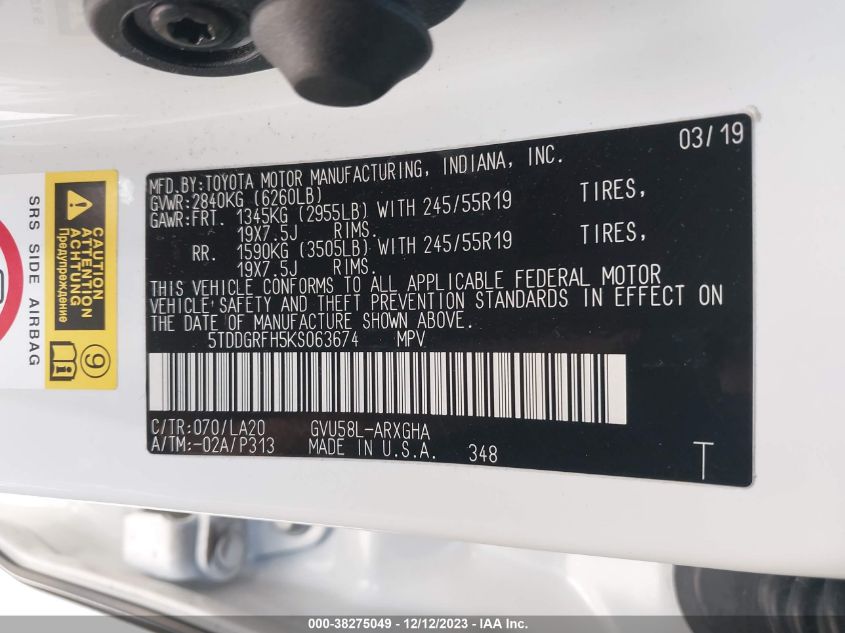 03/19
MFD.BY:TOYOTA MOTOR MANUFACTURING, INDIANA, INC.
GVWR:2840KG (6260LB)
GAWR:FRT. 1345KG (2955LB) WITH 245/55R19 TIRES,
19X7.5J RIMS.
RR. 1590KG (3505LB) WITH 245/55R19 TIRES,
19X7.5J RIMS.
THIS VEHICLE CONFORMS TO ALL APPLICABLE FEDERAL MOTOR
VEHICLE SAFETY AND THEFT PREVENTION STANDARDS IN EFFECT ON
THE DATE OF MANUFACTURE SHOWN ABOVE.
5TDDGRFH5KS063674 MPV
C/TR:070/LA20 GVU58L-ARXGHA
A/TM:-02A/P313 MADE IN U.S.A. 348
T
SRS SIDE AIRBAG
CAUTION
ATTENTION
ACHTUNG
Предупреждение
9
000-38275049 - 12/12/2023 - IAA Inc.